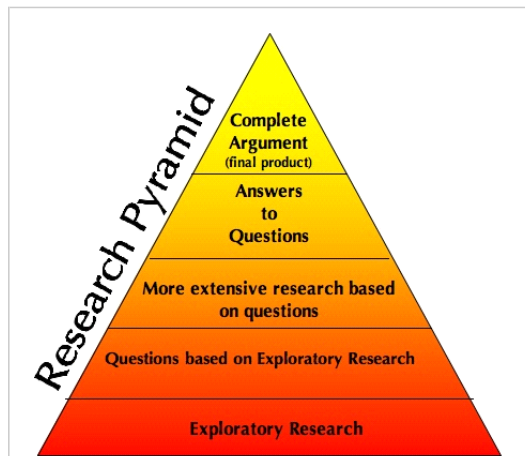 Research Pyramid
Complete
Argument
(final product)
Answers
to
Questions
More extensive research based
on questions
Questions based on Exploratory Research
Exploratory Research